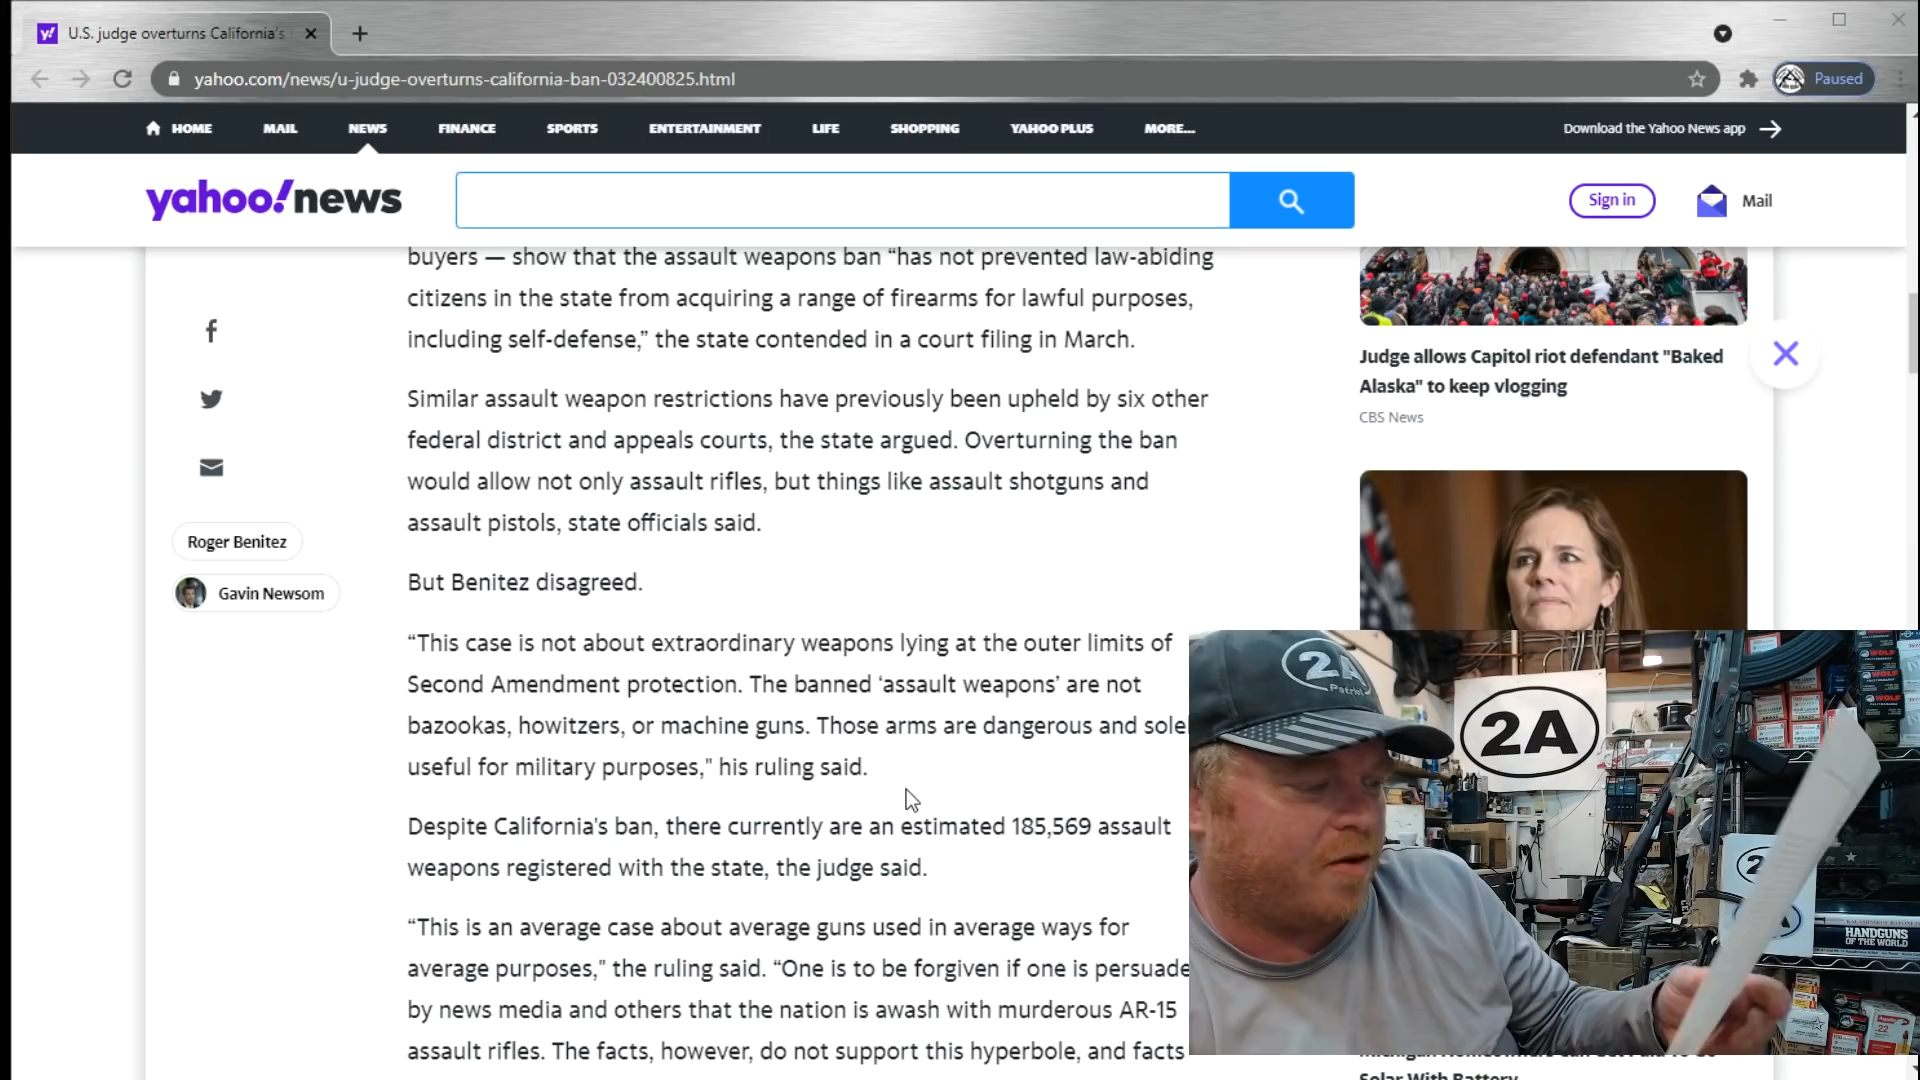 U.S. judge overturns California's
yahoo.com/news/u-judge-overturns-california-ban-032400825.html
Paused
HOME
MAIL
NEWS
FINANCE
SPORTS
ENTERTAINMENT
LIFE
SHOPPING
YAHOO PLUS
MORE...
Download the Yahoo News app
yahoo!news
Sign in
Mail
buyers — show that the assault weapons ban “has not prevented law-abiding
citizens in the state from acquiring a range of firearms for lawful purposes,
including self-defense,” the state contended in a court filing in March.
Similar assault weapon restrictions have previously been upheld by six other
federal district and appeals courts, the state argued. Overturning the ban
would allow not only assault rifles, but things like assault shotguns and
assault pistols, state officials said.
Roger Benitez
Gavin Newsom
But Benitez disagreed.
“This case is not about extraordinary weapons lying at the outer limits of
Second Amendment protection. The banned ‘assault weapons’ are not
bazookas, howitzers, or machine guns. Those arms are dangerous and sole
useful for military purposes," his ruling said.
Despite California's ban, there currently are an estimated 185,569 assault
weapons registered with the state, the judge said.
“This is an average case about average guns used in average ways for
average purposes," the ruling said. “One is to be forgiven if one is persuade
by news media and others that the nation is awash with murderous AR-15
assault rifles. The facts, however, do not support this hyperbole, and facts
Judge allows Capitol riot defendant "Baked
Alaska" to keep vlogging
CBS News
2A
Patriot
2A
WOLF
WOLF
HANDGUNS
OF THE WORLD
.22
Solar With Battery